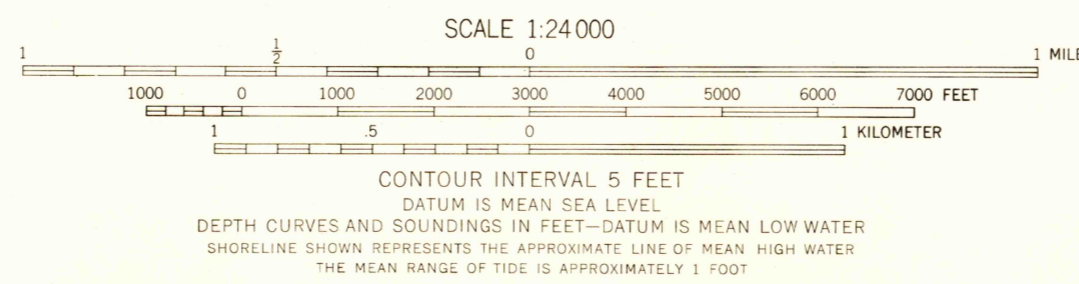 SCALE 1:24 000
1 ½ 0 1 MILE
1000 0 1000 2000 3000 4000 5000 6000 7000 FEET
1 .5 0 1 KILOMETER
CONTOUR INTERVAL 5 FEET
DATUM IS MEAN SEA LEVEL
DEPTH CURVES AND SOUNDINGS IN FEET—DATUM IS MEAN LOW WATER
SHORELINE SHOWN REPRESENTS THE APPROXIMATE LINE OF MEAN HIGH WATER
THE MEAN RANGE OF TIDE IS APPROXIMATELY 1 FOOT